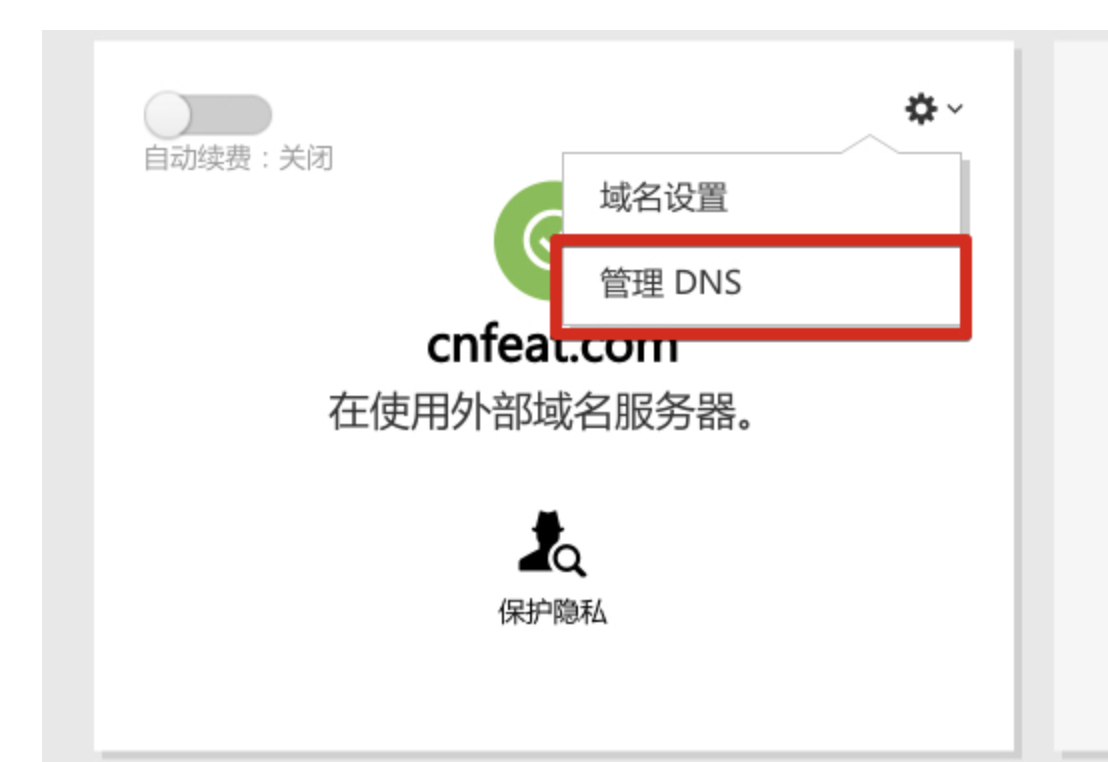 自动续费：关闭
域名设置
管理 DNS
cnfeat.com
在使用外部域名服务器。
保护隐私